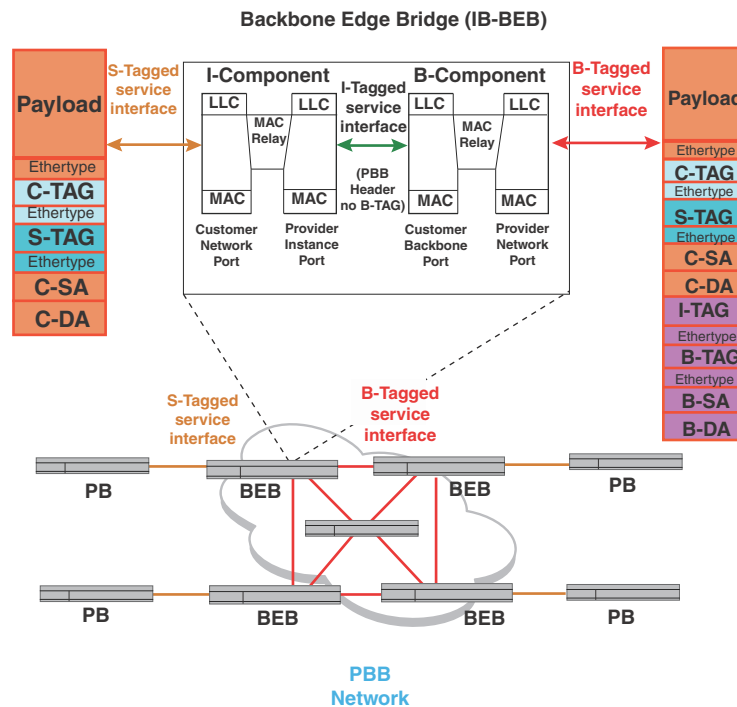 Backbone Edge Bridge (IB-BEB)
Payload
Ethertype
C-TAG
Ethertype
S-TAG
Ethertype
C-SA
C-DA
S-Tagged
service
interface
I-Component
LLC
LLC
MAC
Relay
MAC
MAC
Customer
Network
Port
Provider
Instance
Port
I-Tagged
service
interface
(PBB
Header
no B-TAG)
B-Component
LLC
LLC
MAC
Relay
MAC
MAC
Customer
Backbone
Port
Provider
Network
Port
B-Tagged
service
interface
Payload
Ethertype
C-TAG
Ethertype
S-TAG
Ethertype
C-SA
C-DA
I-TAG
Ethertype
B-TAG
Ethertype
B-SA
B-DA
S-Tagged
service
interface
B-Tagged
service
interface
PB
BEB
BEB
PB
PB
BEB
BEB
PB
PBB
Network